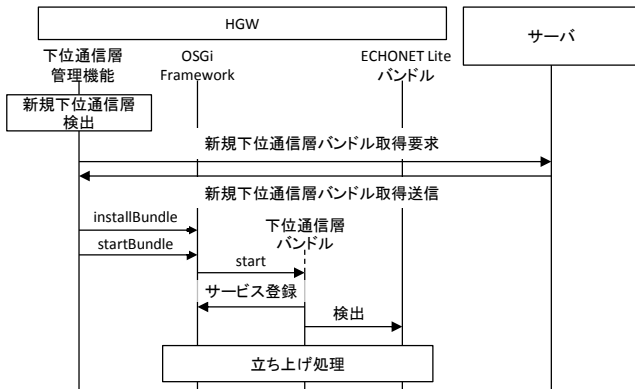 HGW
サーバ
下位通信層
管理機能
OSGi
Framework
ECHONET Lite
バンドル
新規下位通信層
検出
新規下位通信層バンドル取得要求
新規下位通信層バンドル取得送信
installBundle
下位通信層
バンドル
startBundle
start
サービス登録
検出
立ち上げ処理